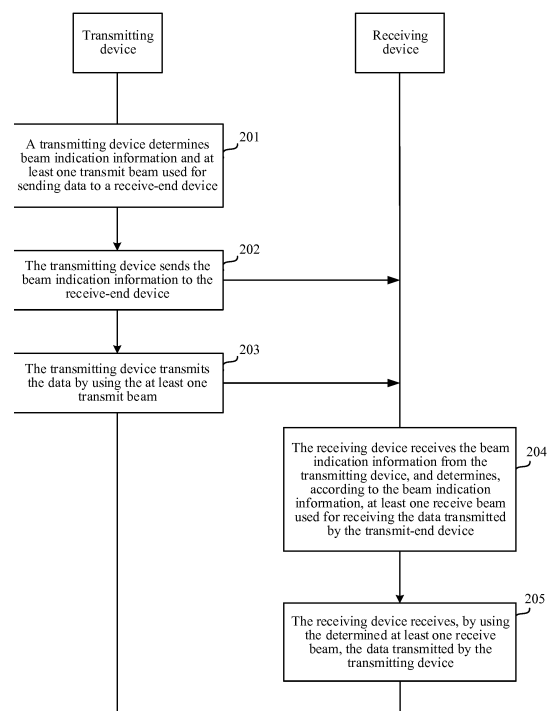 Transmitting
device
Receiving
device
201
A transmitting device determines
beam indication information and at
least one transmit beam used for
sending data to a receive-end device
202
The transmitting device sends the
beam indication information to the
receive-end device
203
The transmitting device transmits
the data by using the at least one
transmit beam
204
The receiving device receives the beam
indication information from the
transmitting device, and determines,
according to the beam indication
information, at least one receive beam
used for receiving the data transmitted
by the transmit-end device
205
The receiving device receives, by using
the determined at least one receive
beam, the data transmitted by the
transmitting device